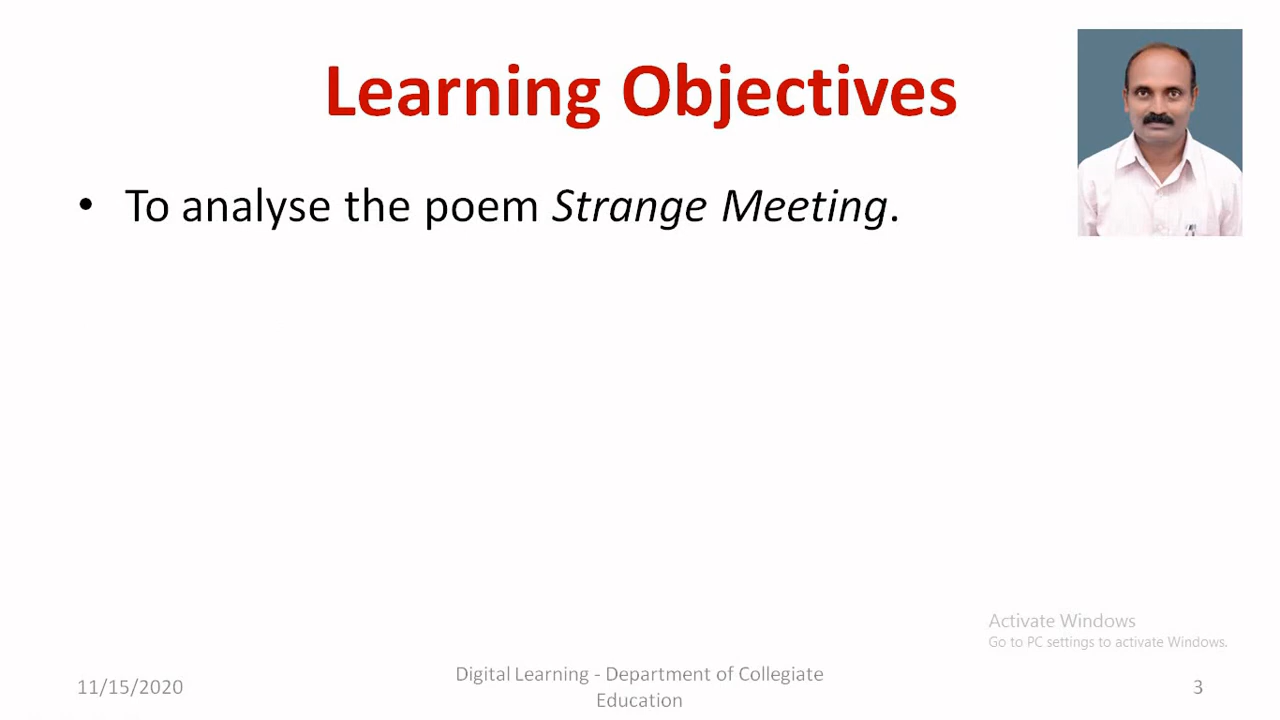 Learning Objectives
• To analyse the poem Strange Meeting.
Activate Windows
Go to PC settings to activate Windows.
11/15/2020
Digital Learning - Department of Collegiate
Education
3